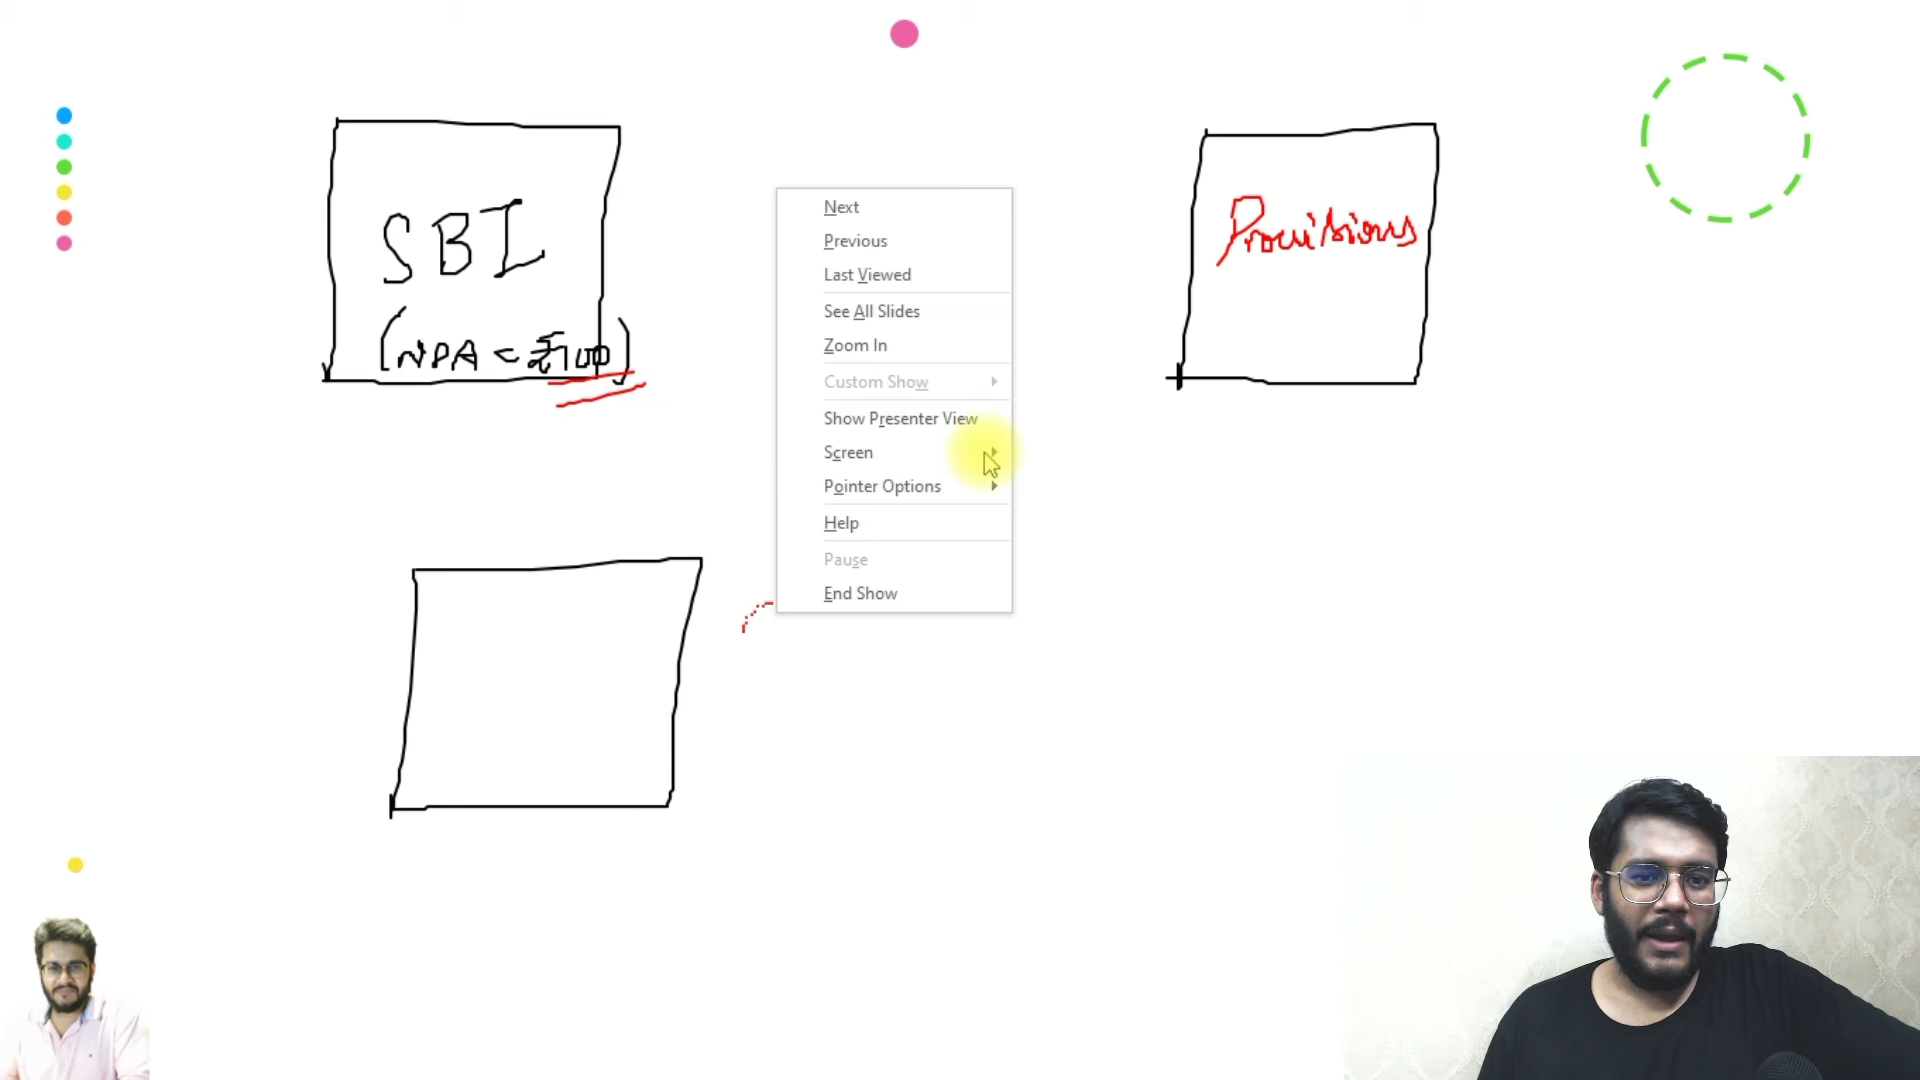 SBI
(NPA = ₹100)
Next
Previous
Last Viewed
See All Slides
Zoom In
Custom Show
Show Presenter View
Screen
Pointer Options
Help
Pause
End Show
Provisions